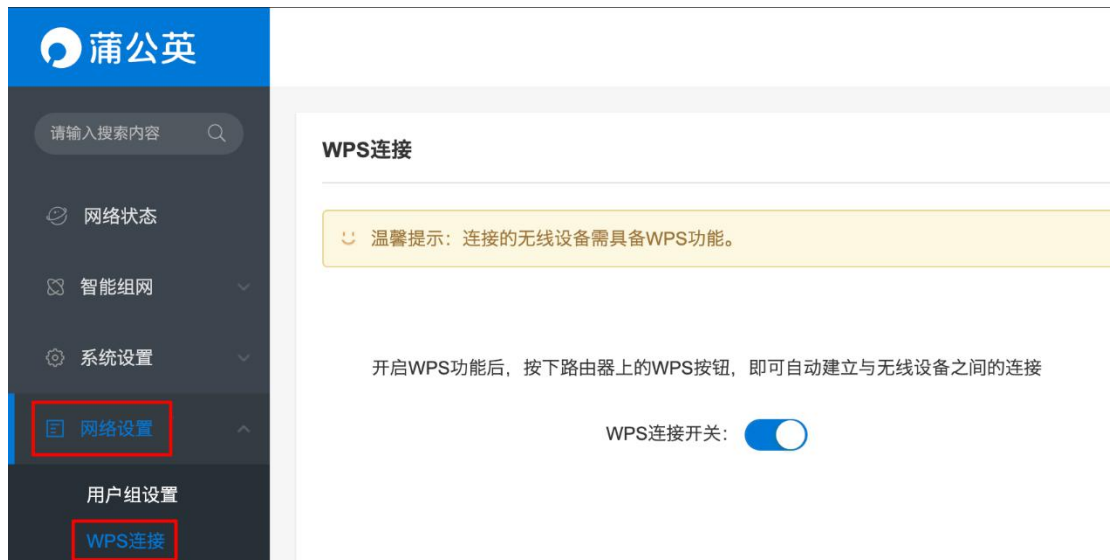 蒲公英
请输入搜索内容
网络状态
智能组网
系统设置
网络设置
用户组设置
WPS连接
WPS连接
温馨提示：连接的无线设备需具备WPS功能。
开启WPS功能后，按下路由器上的WPS按钮，即可自动建立与无线设备之间的连接
WPS连接开关：